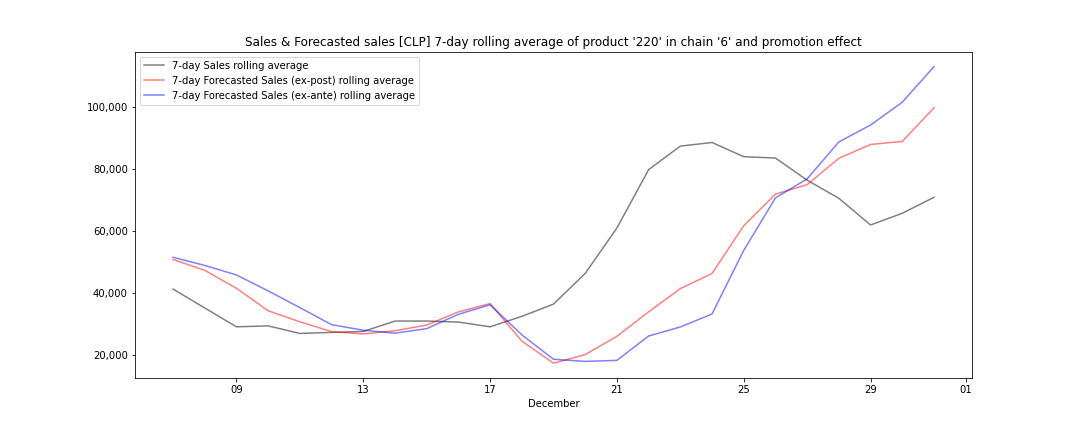 Sales & Forecasted sales [CLP] 7-day rolling average of product '220' in chain '6' and promotion effect
7-day Sales rolling average
7-day Forecasted Sales (ex-post) rolling average
7-day Forecasted Sales (ex-ante) rolling average
100,000
80,000
60,000
40,000
20,000
09 13 17 21 25 29 01
December